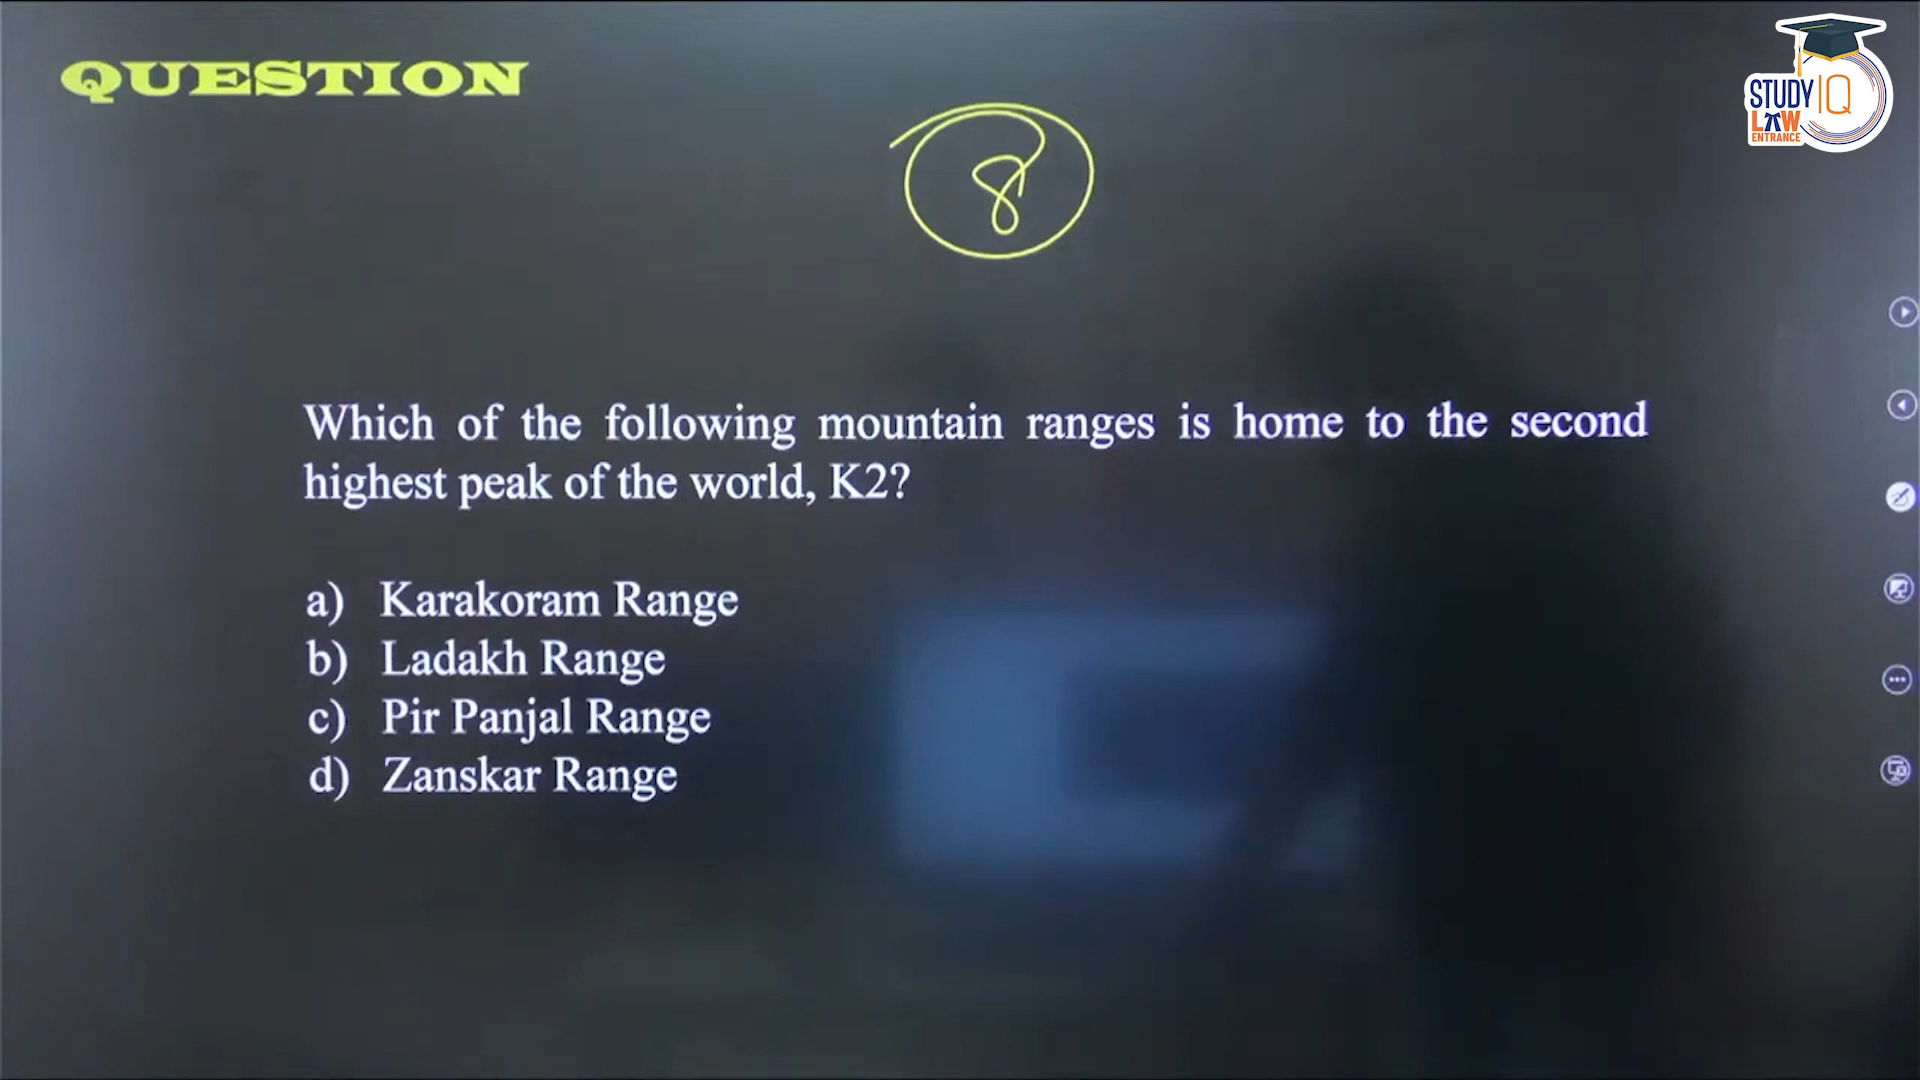 QUESTION
STUDY IQ
LAW
ENTRANCE
8
Which of the following mountain ranges is home to the second
highest peak of the world, K2?
a) Karakoram Range
b) Ladakh Range
c) Pir Panjal Range
d) Zanskar Range